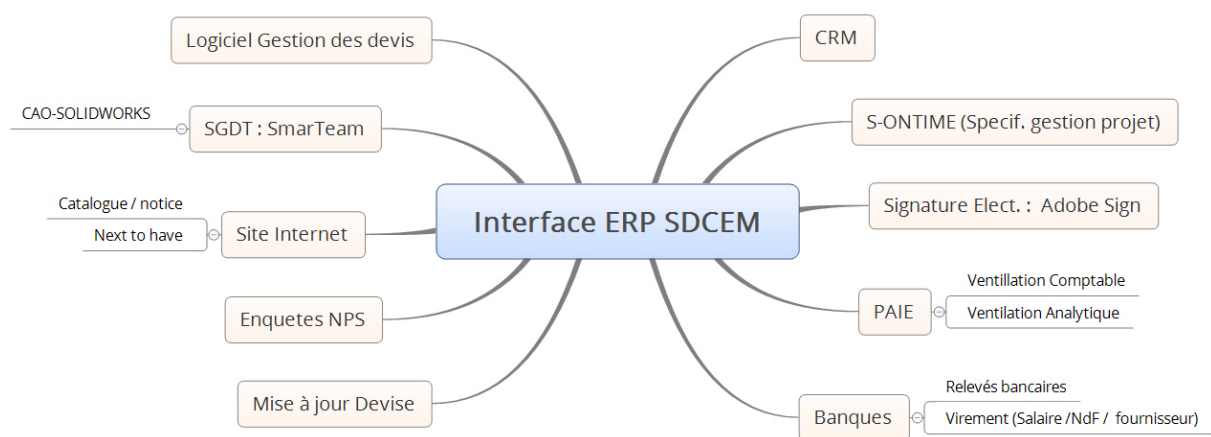 Logiciel Gestion des devis
CRM
CAO-SOLIDWORKS
SGDT : SmarTeam
S-ONTIME (Specif. gestion projet)
Interface ERP SDCEM
Signature Elect. : Adobe Sign
Catalogue / notice
Next to have
Site Internet
Enquetes NPS
PAIE
Ventillation Comptable
Ventilation Analytique
Mise à jour Devise
Banques
Relevés bancaires
Virement (Salaire /NdF / fournisseur)